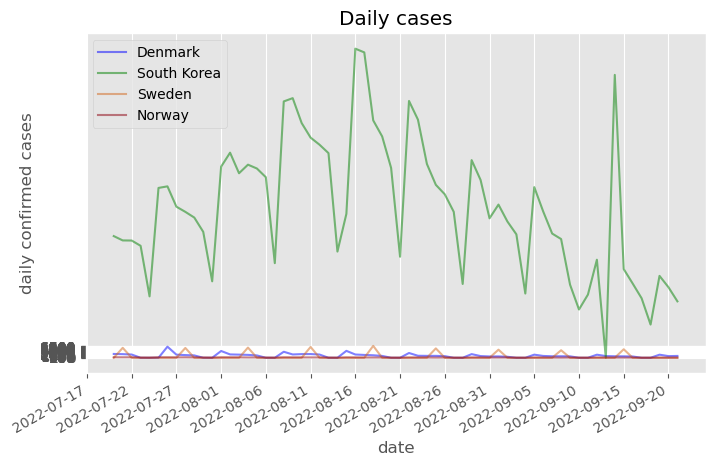 Daily cases
Denmark
South Korea
Sweden
Norway
daily confirmed cases
2022-07-17
2022-07-22
2022-07-27
2022-08-01
2022-08-06
2022-08-11
2022-08-16
2022-08-21
2022-08-26
2022-08-31
2022-09-05
2022-09-10
2022-09-15
2022-09-20
date